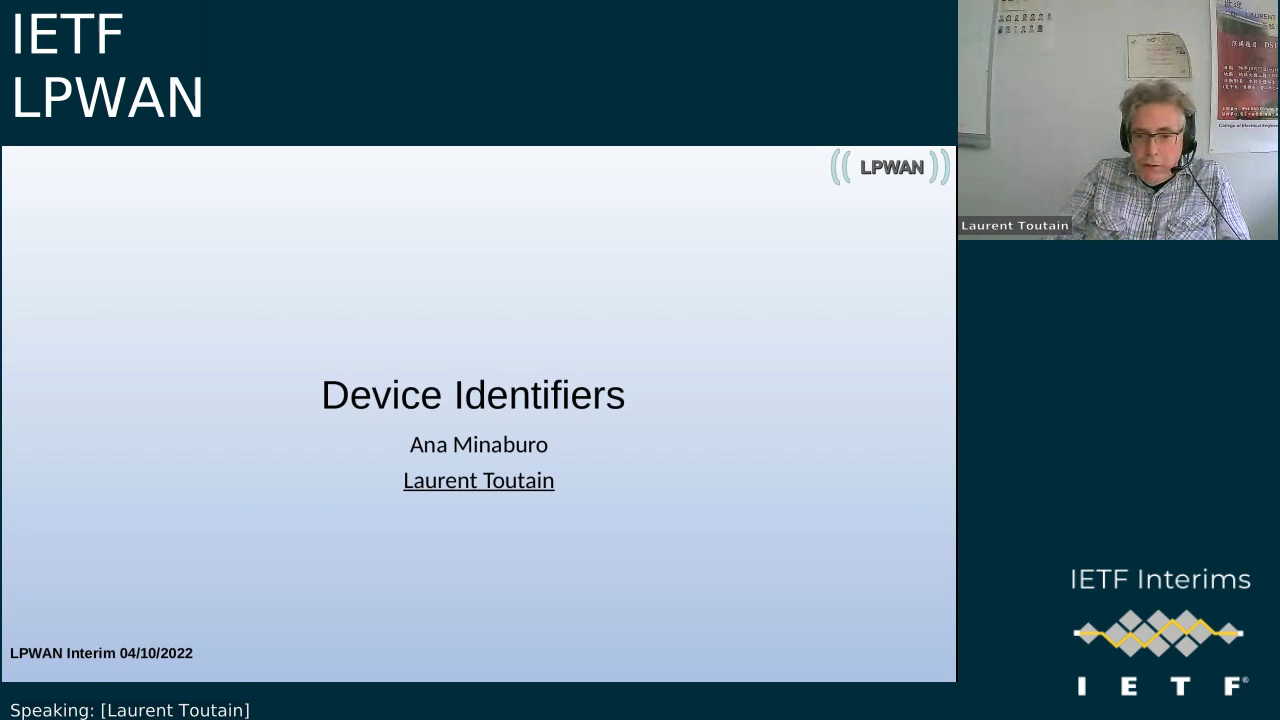 IETF
LPWAN
LPWAN
Device Identifiers
Ana Minaburo
Laurent Toutain
LPWAN Interim 04/10/2022
Laurent Toutain
IETF Interims
I E T F®
Speaking: [Laurent Toutain]